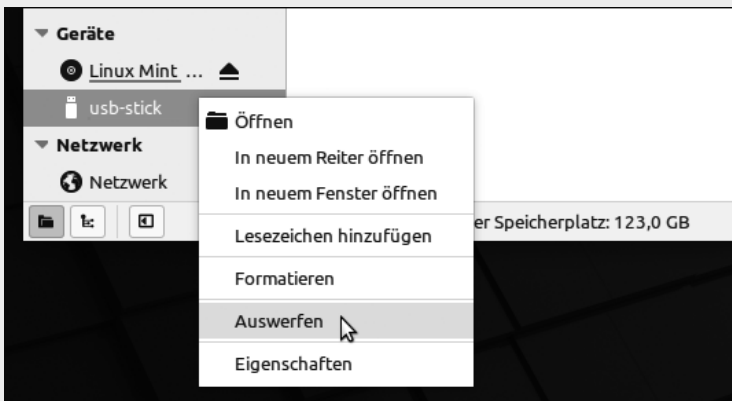 Geräte
Linux Mint ...
usb-stick
Netzwerk
Netzwerk
Öffnen
In neuem Reiter öffnen
In neuem Fenster öffnen
Lesezeichen hinzufügen
Formatieren
Auswerfen
Eigenschaften
er Speicherplatz: 123,0 GB